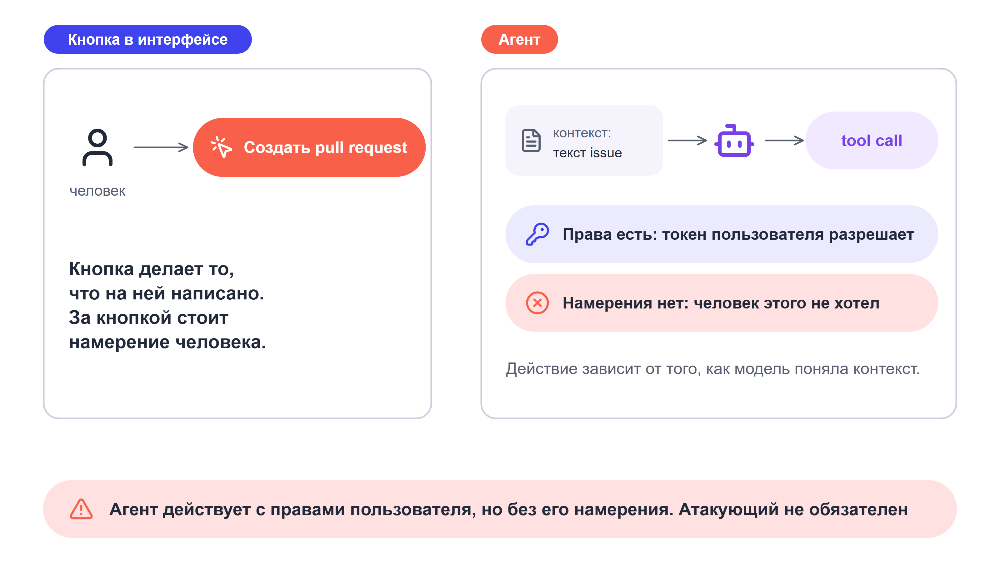 Кнопка в интерфейсе
человек
Создать pull request
Кнопка делает то,
что на ней написано.
За кнопкой стоит
намерение человека.
Агент
контекст:
текст issue
tool call
Права есть: токен пользователя разрешает
Намерения нет: человек этого не хотел
Действие зависит от того, как модель поняла контекст.
Агент действует с правами пользователя, но без его намерения. Атакующий не обязателен